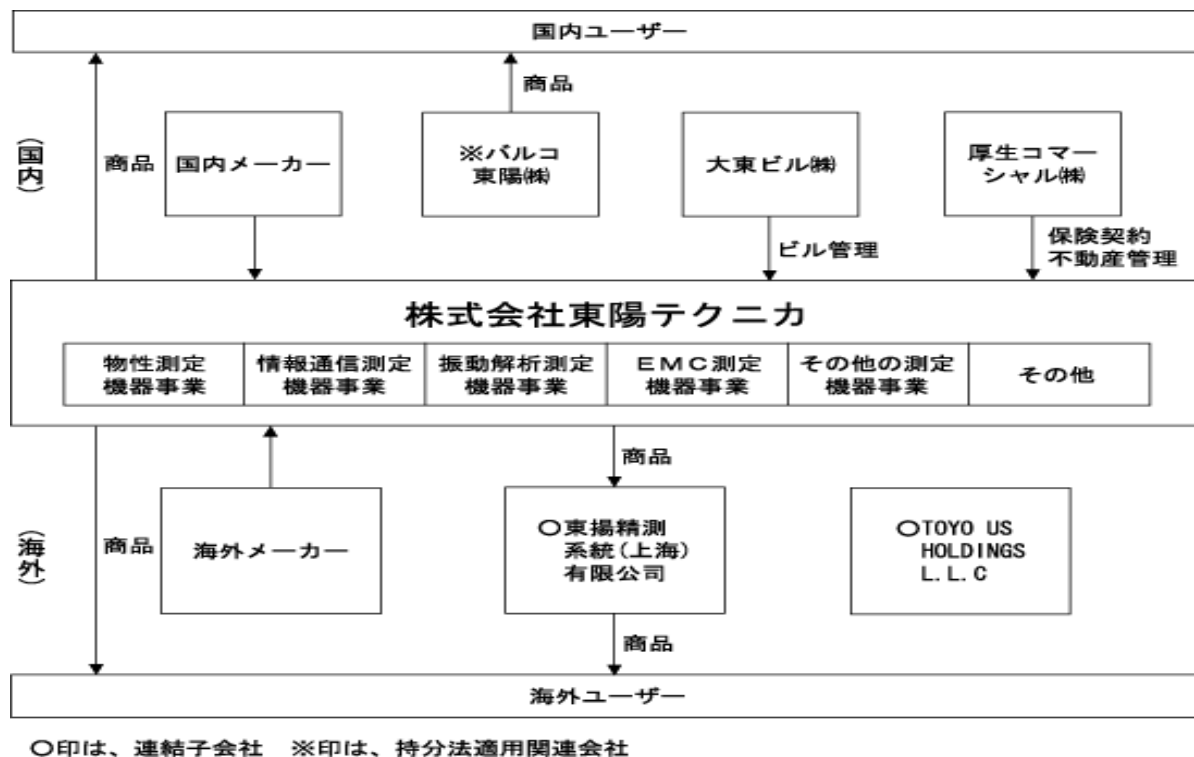 国内ユーザー
商品
(国内)
商品
国内メーカー
※バルコ
東陽㈱
大東ビル㈱
厚生コマー
シャル㈱
ビル管理
保険契約
不動産管理
株式会社東陽テクニカ
物性測定
機器事業
情報通信測定
機器事業
振動解析測定
機器事業
EMC測定
機器事業
その他の測定
機器事業
その他
商品
(海外)
商品
海外メーカー
○東揚精測
系統(上海)
有限公司
○TOYO US
HOLDINGS
L.L.C
商品
海外ユーザー
○印は、連結子会社 ※印は、持分法適用関連会社